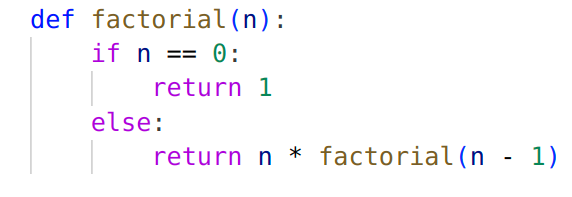 def factorial(n):
    if n == 0:
        return 1
    else:
        return n * factorial(n - 1)